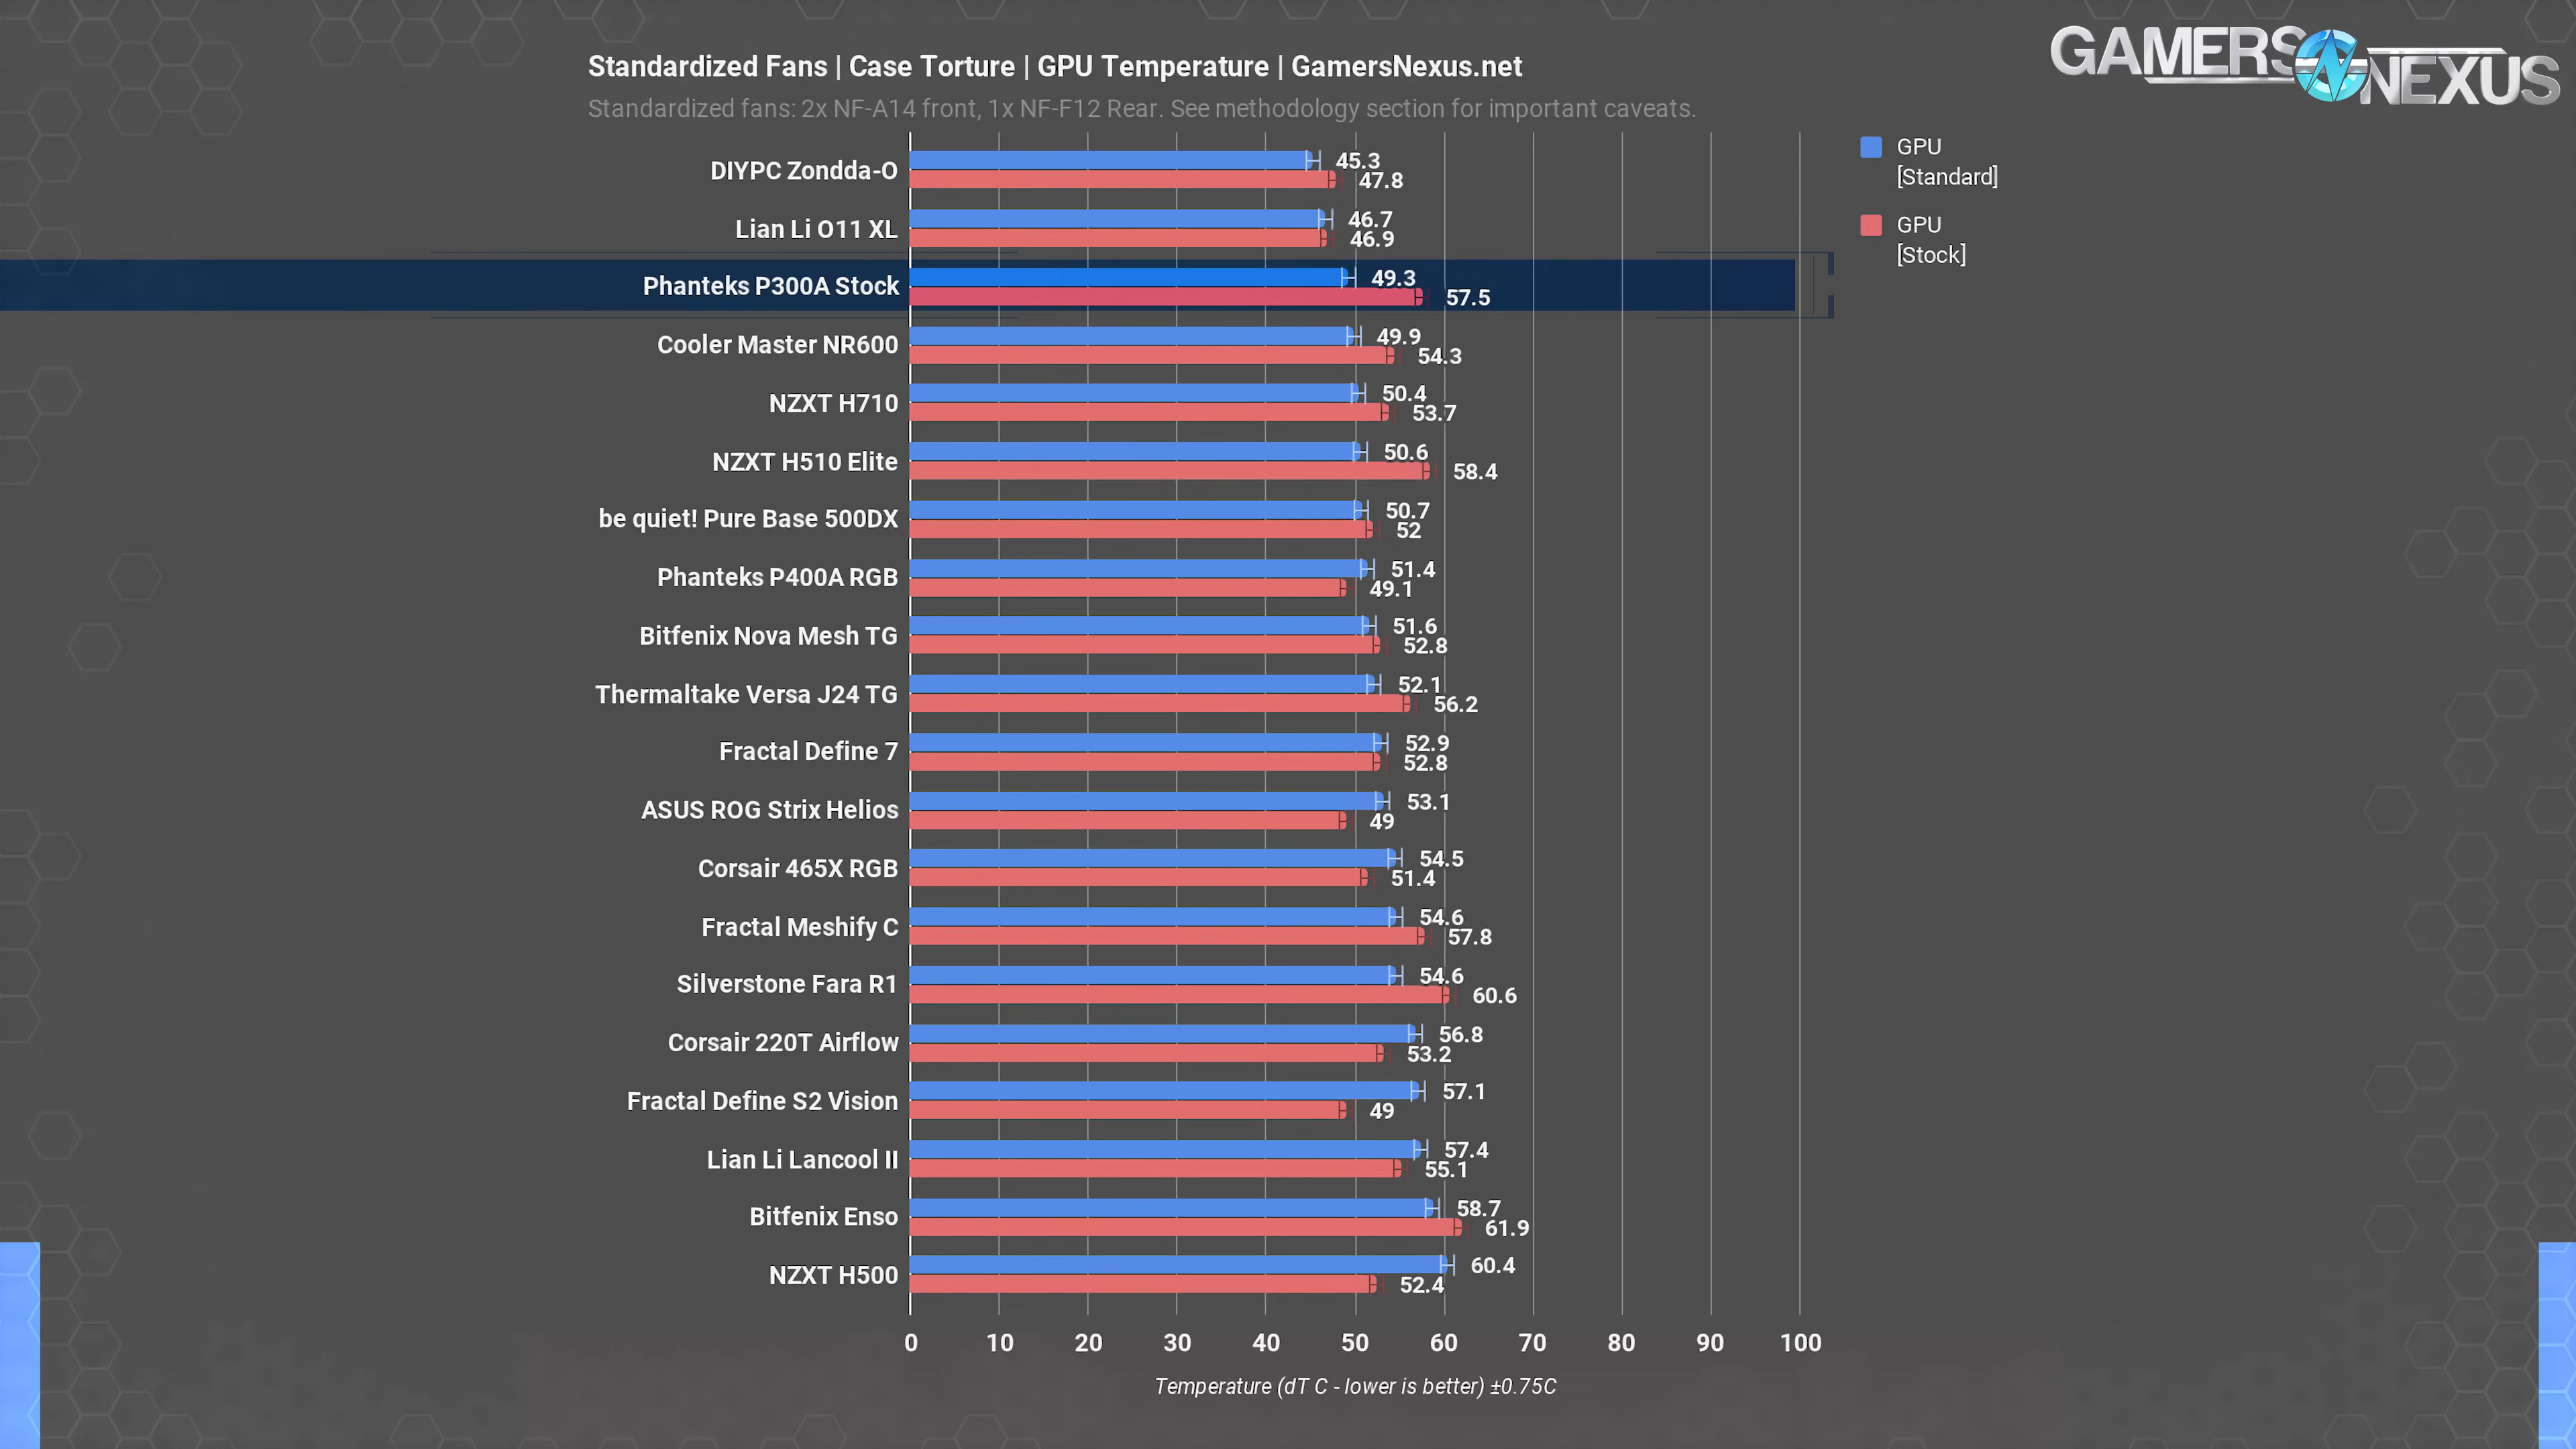 GAMERS NEXUS
Standardized Fans | Case Torture | GPU Temperature | GamersNexus.net
Standardized fans: 2x NF-A14 front, 1x NF-F12 Rear. See methodology section for important caveats.
GPU
[Standard]
GPU
[Stock]
DIYPC Zondda-O
45.3
47.8
Lian Li O11 XL
46.7
46.9
Phanteks P300A Stock
49.3
57.5
Cooler Master NR600
49.9
54.3
NZXT H710
50.4
53.7
NZXT H510 Elite
50.6
58.4
be quiet! Pure Base 500DX
50.7
52
Phanteks P400A RGB
51.4
49.1
Bitfenix Nova Mesh TG
51.6
52.8
Thermaltake Versa J24 TG
52.1
56.2
Fractal Define 7
52.9
52.8
ASUS ROG Strix Helios
53.1
49
Corsair 465X RGB
54.5
51.4
Fractal Meshify C
54.6
57.8
Silverstone Fara R1
54.6
60.6
Corsair 220T Airflow
56.8
53.2
Fractal Define S2 Vision
57.1
49
Lian Li Lancool II
57.4
55.1
Bitfenix Enso
58.7
61.9
NZXT H500
60.4
52.4
0 10 20 30 40 50 60 70 80 90 100
Temperature (dT C - lower is better) ±0.75C